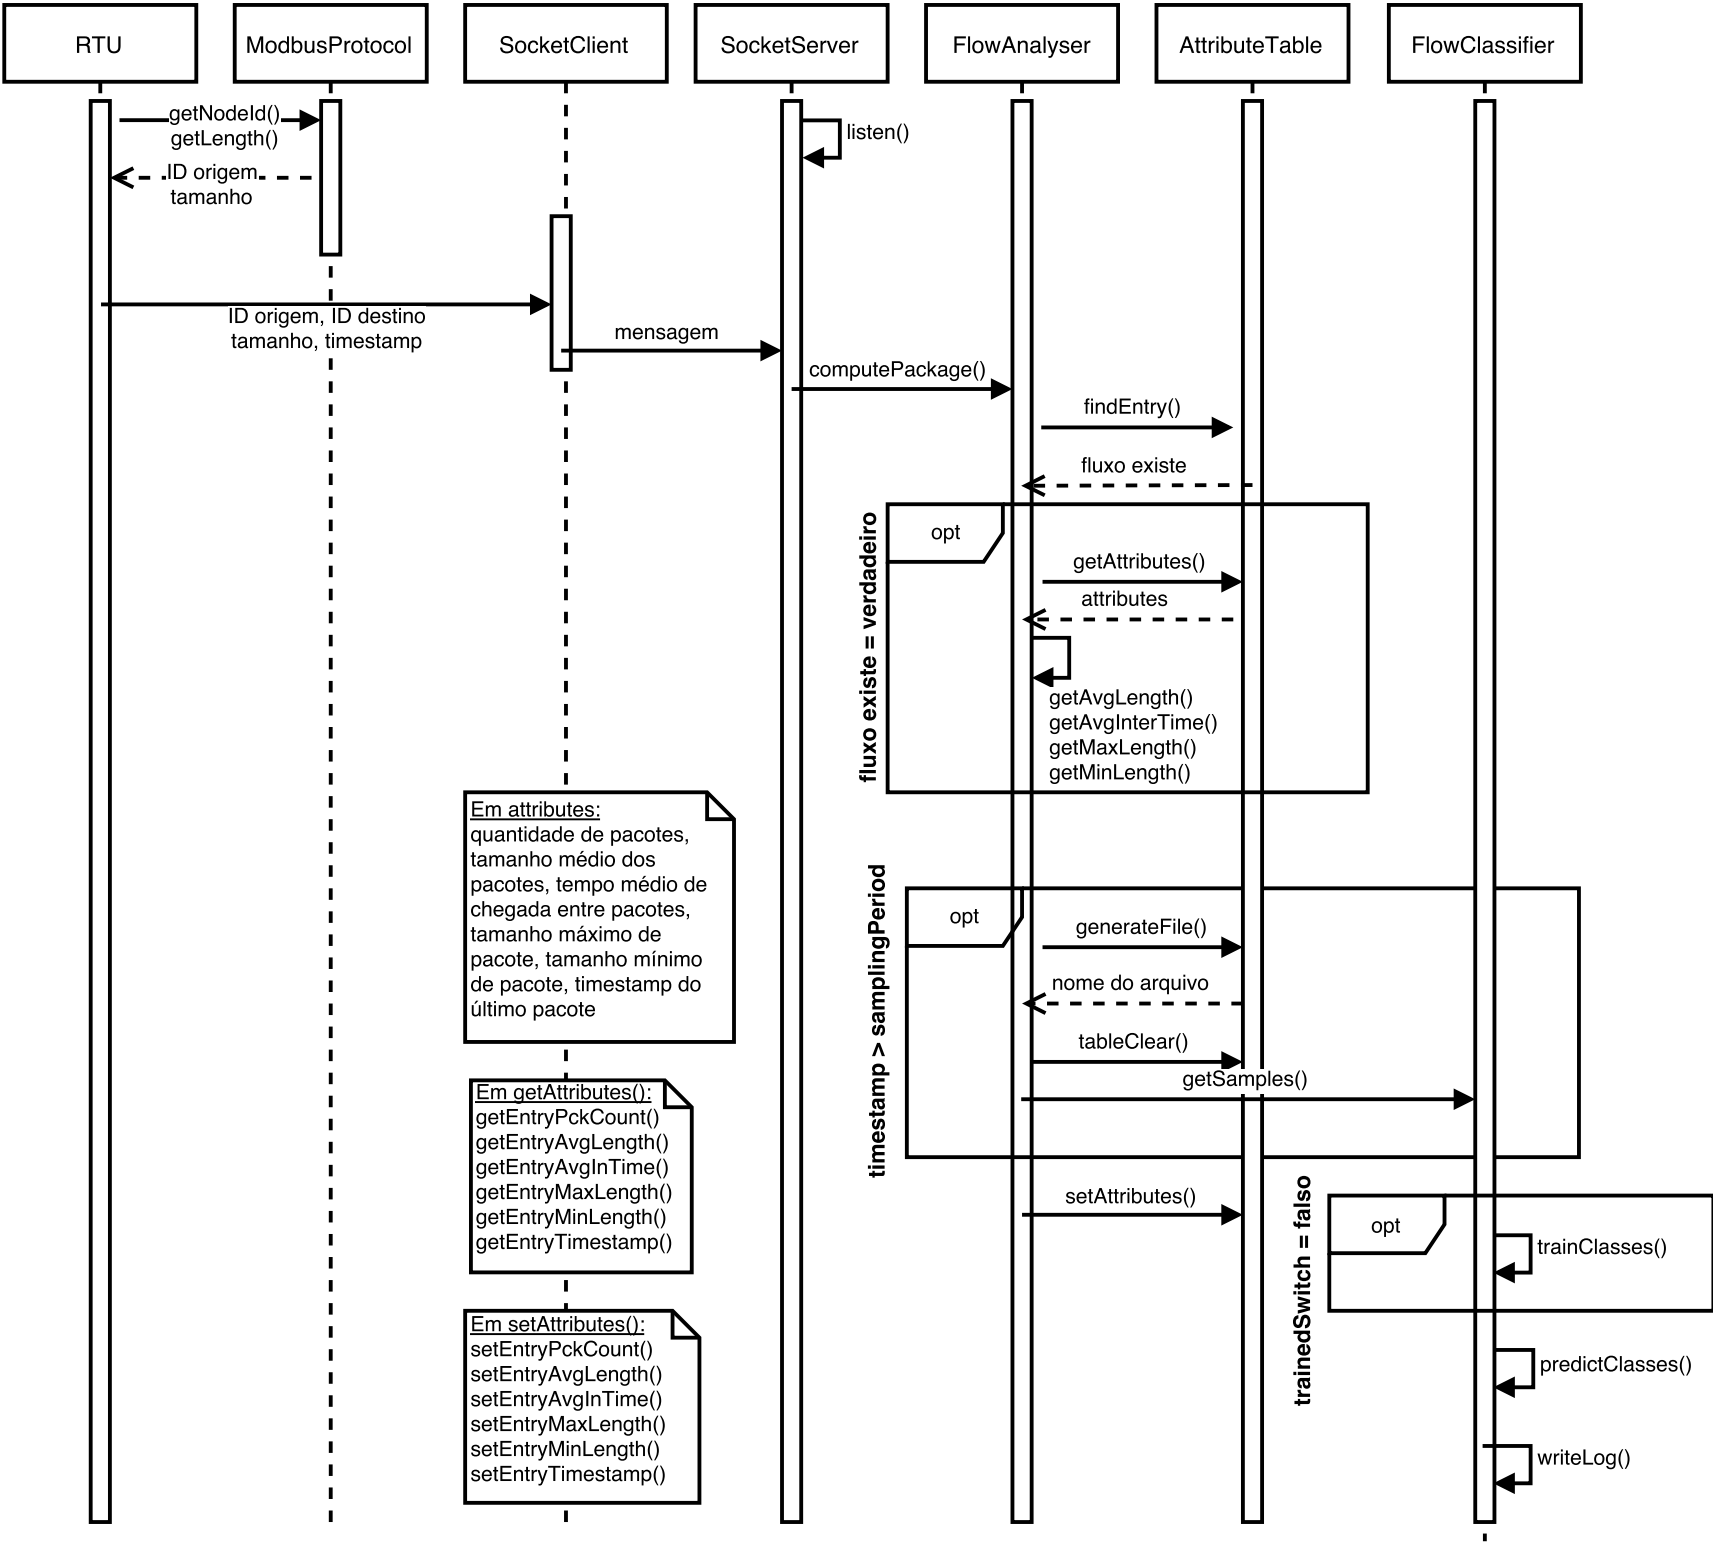 RTU
ModbusProtocol
SocketClient
SocketServer
FlowAnalyser
AttributeTable
FlowClassifier
getNodeId()
getLength()
listen()
ID origem
tamanho
ID origem, ID destino
tamanho, timestamp
mensagem
computePackage()
findEntry()
fluxo existe
fluxo existe = verdadeiro
opt
getAttributes()
attributes
getAvgLength()
getAvgInterTime()
getMaxLength()
getMinLength()
Em attributes:
quantidade de pacotes,
tamanho médio dos
pacotes, tempo médio de
chegada entre pacotes,
tamanho máximo de
pacote, tamanho mínimo
de pacote, timestamp do
último pacote
timestamp > samplingPeriod
opt
generateFile()
nome do arquivo
tableClear()
getSamples()
Em getAttributes():
getEntryPckCount()
getEntryAvgLength()
getEntryAvgInTime()
getEntryMaxLength()
getEntryMinLength()
getEntryTimestamp()
setAttributes()
trainedSwitch = falso
opt
trainClasses()
Em setAttributes():
setEntryPckCount()
setEntryAvgLength()
setEntryAvgInTime()
setEntryMaxLength()
setEntryMinLength()
setEntryTimestamp()
predictClasses()
writeLog()